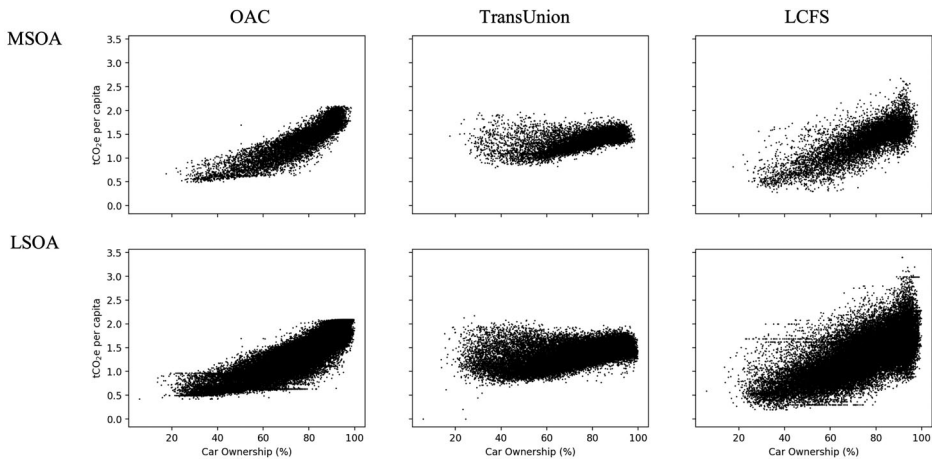 OAC TransUnion LCFS
MSOA
tCO₂e per capita
3.5
3.0
2.5
2.0
1.5
1.0
0.5
0.0
LSOA
tCO₂e per capita
3.5
3.0
2.5
2.0
1.5
1.0
0.5
0.0
20 40 60 80 100 20 40 60 80 100 20 40 60 80 100
Car Ownership (%) Car Ownership (%) Car Ownership (%)